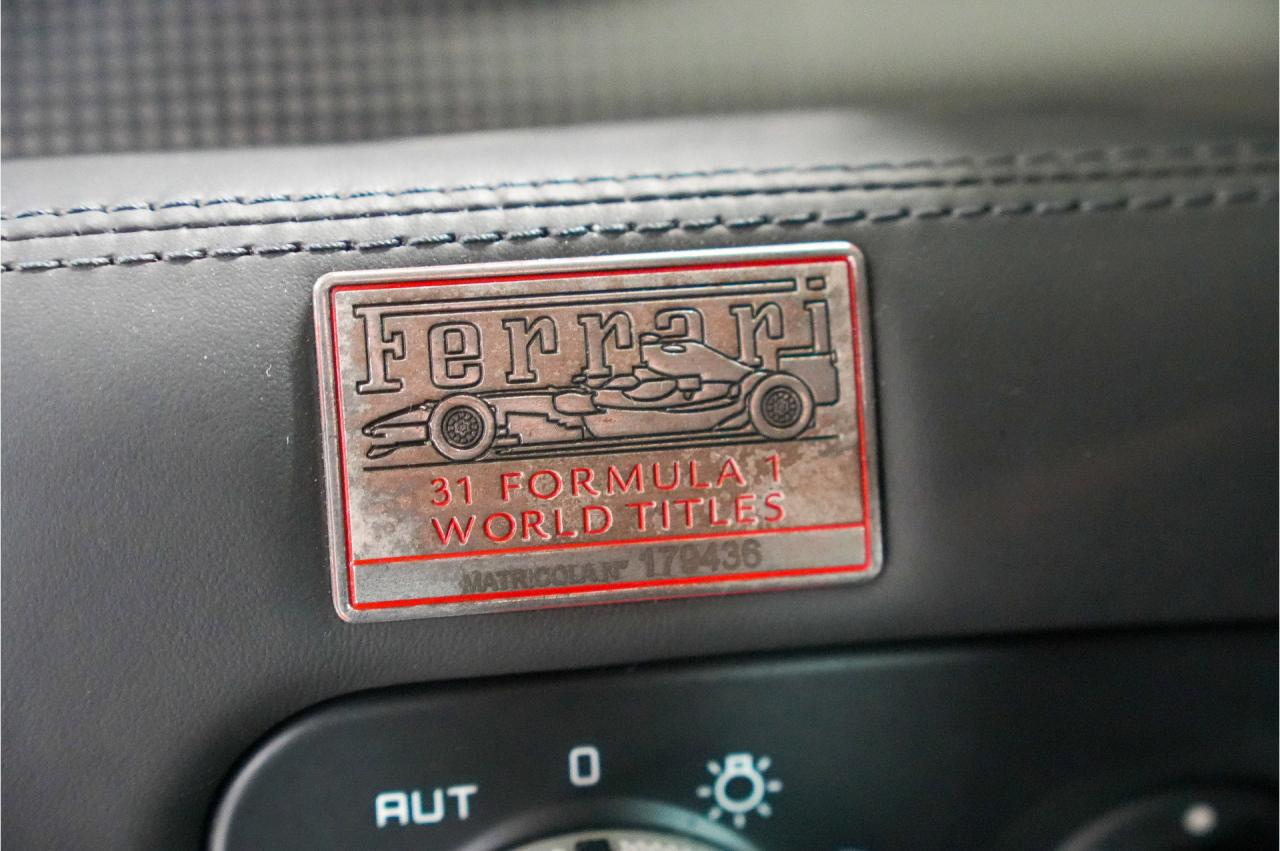 Ferrari
31 FORMULA 1
WORLD TITLES
MATRICOLA N° 179436
0
AUT